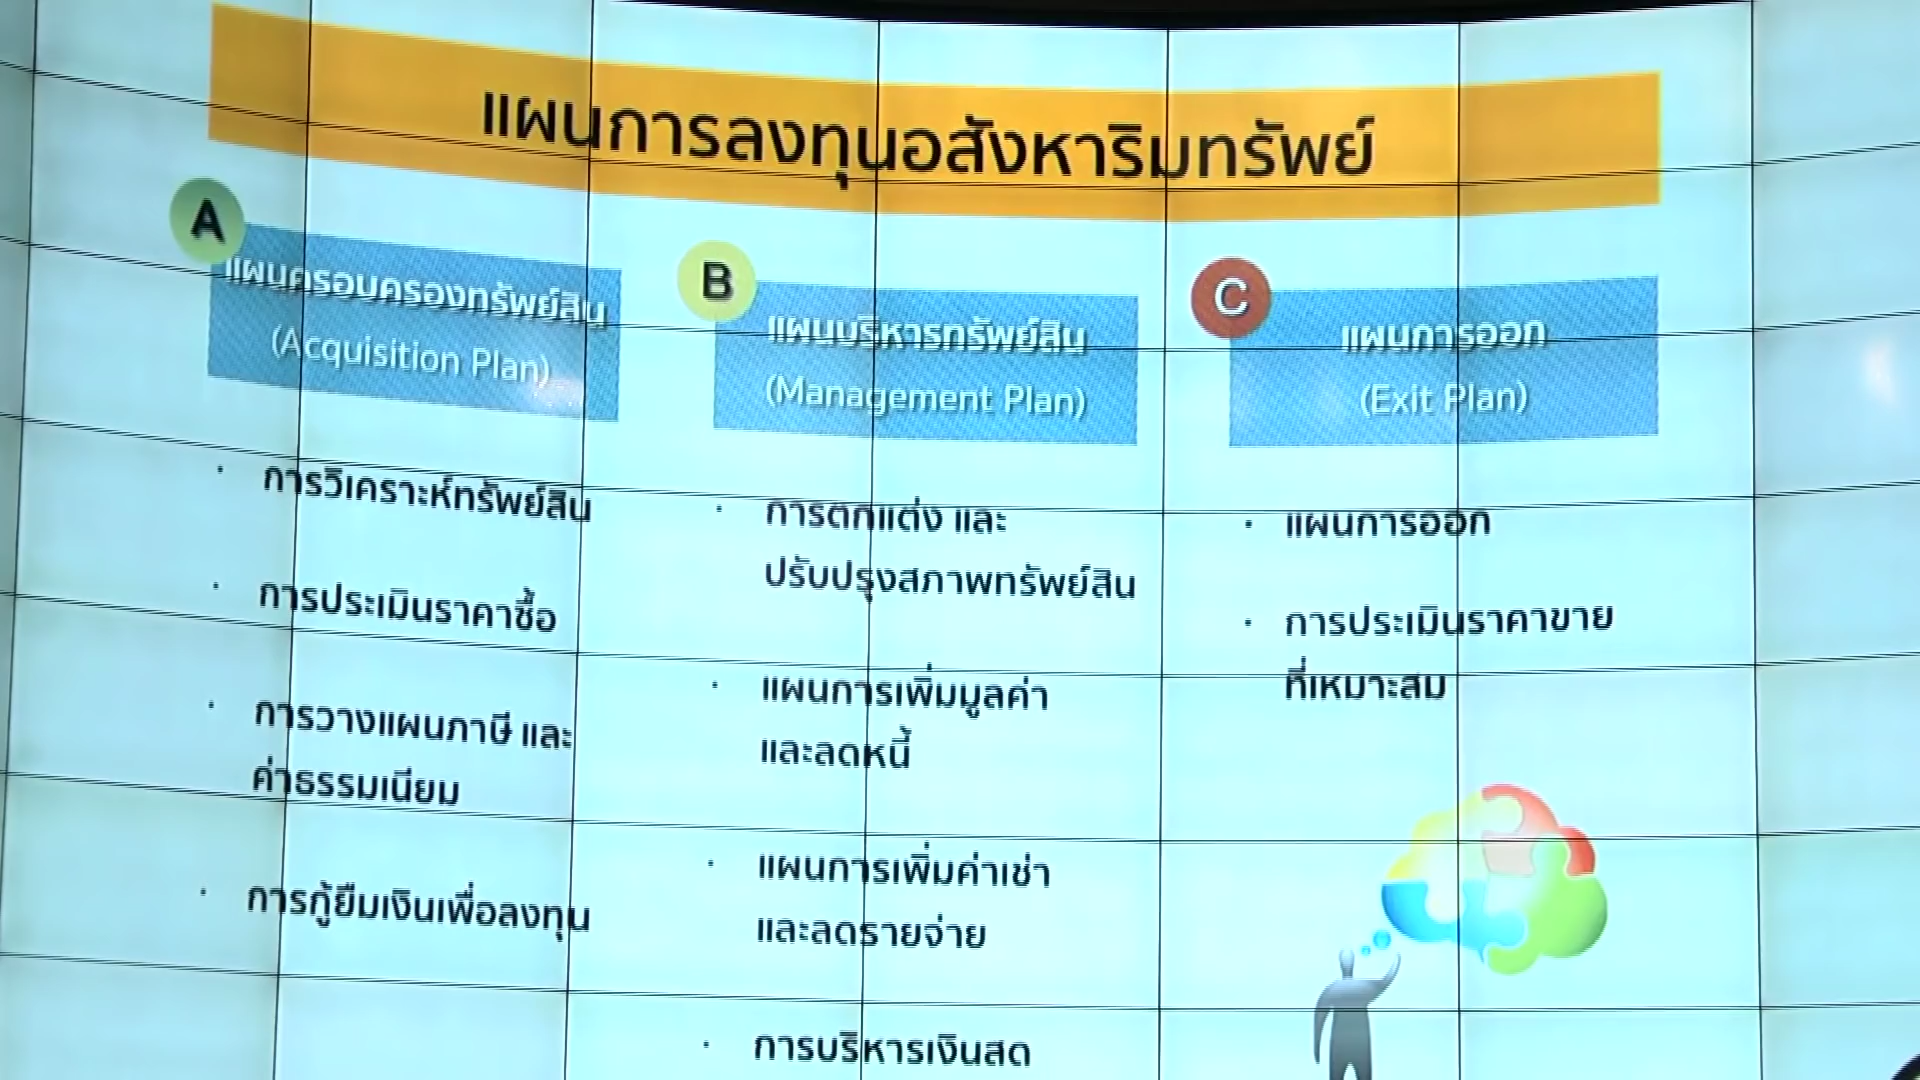 แผนการลงทุนอสังหาริมทรัพย์
A
แผนครอบครองทรัพย์สิน
(Acquisition Plan)
· การวิเคราะห์ทรัพย์สิน
· การประเมินราคาซื้อ
· การวางแผนภาษี และ
ค่าธรรมเนียม
· การกู้ยืมเงินเพื่อลงทุน
B
แผนบริหารทรัพย์สิน
(Management Plan)
· การตกแต่ง และ
ปรับปรุงสภาพทรัพย์สิน
· แผนการเพิ่มมูลค่า
และลดหนี้
· แผนการเพิ่มค่าเช่า
และลดรายจ่าย
· การบริหารเงินสด
C
แผนการออก
(Exit Plan)
· แผนการออก
· การประเมินราคาขาย
ที่เหมาะสม